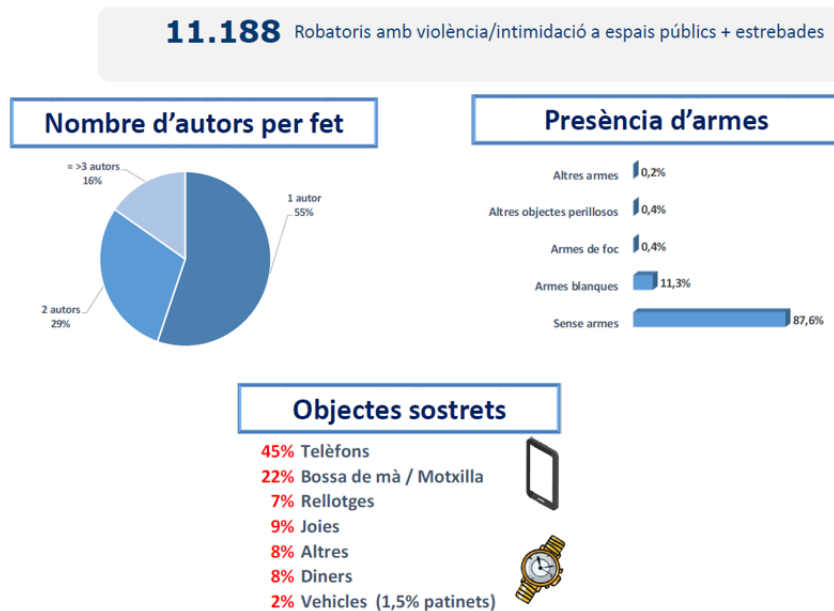 11.188 Robatoris amb violència/intimidació a espais públics + estrebades
Nombre d'autors per fet
= >3 autors
16%
1 autor
55%
2 autors
29%
Presència d'armes
Altres armes 0,2%
Altres objectes perillosos 0,4%
Armes de foc 0,4%
Armes blanques 11,3%
Sense armes 87,6%
Objectes sostrets
45% Telèfons
22% Bossa de mà / Motxilla
7% Rellotges
9% Joies
8% Altres
8% Diners
2% Vehicles (1,5% patinets)